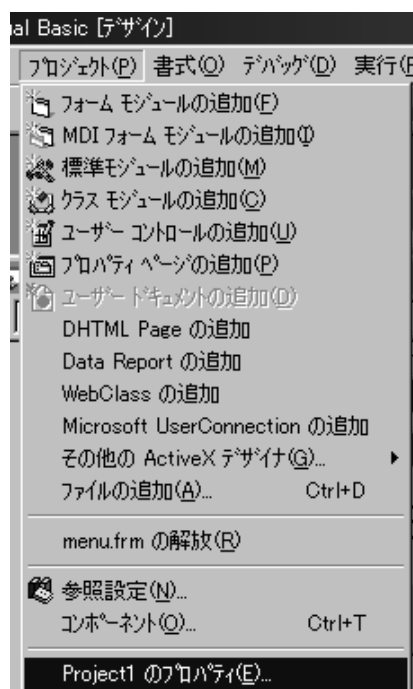 al Basic [デザイン]
プロジェクト(P) 書式(O) デバッグ(D) 実行(
フォーム モジュールの追加(F)
MDI フォーム モジュールの追加(I)
標準モジュールの追加(M)
クラス モジュールの追加(C)
ユーザー コントロールの追加(U)
プロパティ ページの追加(P)
ユーザー ドキュメントの追加(D)
DHTML Page の追加
Data Report の追加
WebClass の追加
Microsoft UserConnection の追加
その他の ActiveX デザイナ(G)...
ファイルの追加(A)... Ctrl+D
menu.frm の解放(R)
参照設定(N)...
コンポーネント(O)... Ctrl+T
Project1 のプロパティ(E)...